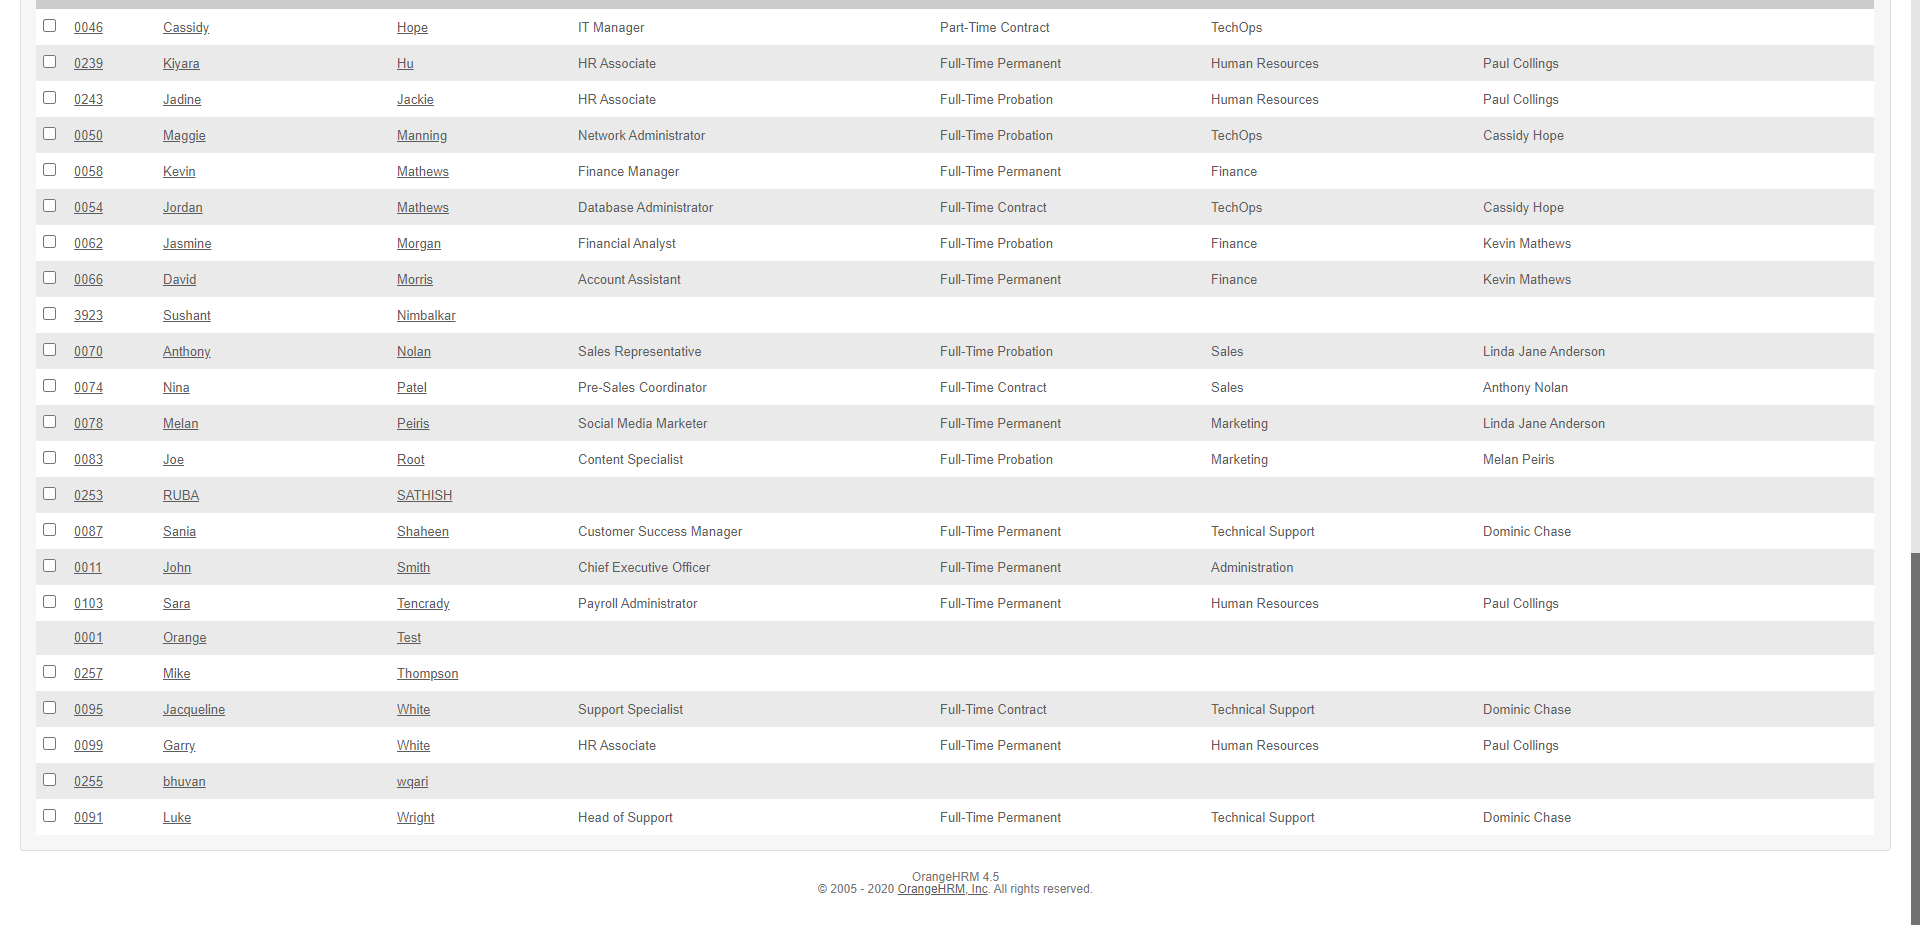 0046 Cassidy Hope IT Manager Part-Time Contract TechOps
0239 Kiyara Hu HR Associate Full-Time Permanent Human Resources Paul Collings
0243 Jadine Jackie HR Associate Full-Time Probation Human Resources Paul Collings
0050 Maggie Manning Network Administrator Full-Time Probation TechOps Cassidy Hope
0058 Kevin Mathews Finance Manager Full-Time Permanent Finance
0054 Jordan Mathews Database Administrator Full-Time Contract TechOps Cassidy Hope
0062 Jasmine Morgan Financial Analyst Full-Time Probation Finance Kevin Mathews
0066 David Morris Account Assistant Full-Time Permanent Finance Kevin Mathews
3923 Sushant Nimbalkar
0070 Anthony Nolan Sales Representative Full-Time Probation Sales Linda Jane Anderson
0074 Nina Patel Pre-Sales Coordinator Full-Time Contract Sales Anthony Nolan
0078 Melan Peiris Social Media Marketer Full-Time Permanent Marketing Linda Jane Anderson
0083 Joe Root Content Specialist Full-Time Probation Marketing Melan Peiris
0253 RUBA SATHISH
0087 Sania Shaheen Customer Success Manager Full-Time Permanent Technical Support Dominic Chase
0011 John Smith Chief Executive Officer Full-Time Permanent Administration
0103 Sara Tencrady Payroll Administrator Full-Time Permanent Human Resources Paul Collings
0001 Orange Test
0257 Mike Thompson
0095 Jacqueline White Support Specialist Full-Time Contract Technical Support Dominic Chase
0099 Garry White HR Associate Full-Time Permanent Human Resources Paul Collings
0255 bhuvan wqari
0091 Luke Wright Head of Support Full-Time Permanent Technical Support Dominic Chase
OrangeHRM 4.5
© 2005 - 2020 OrangeHRM, Inc. All rights reserved.